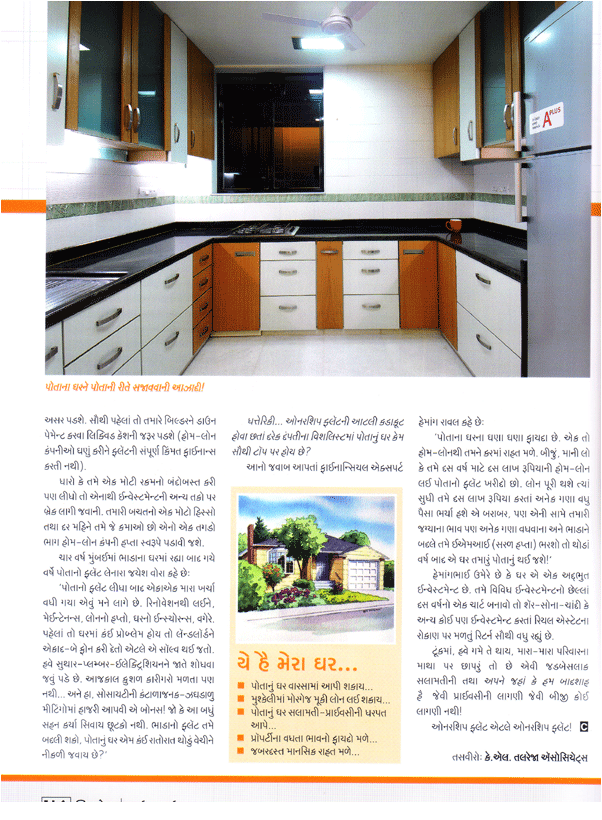 APLUS
પોતાના ઘરને પોતાની રીતે સજાવવાની આઝાદી!
અસર પડશે. સૌથી પહેલાં તો તમારે બિલ્ડરને ડાઉન
પેમેન્ટ કરવા લિક્વિડ કેશની જરૂર પડશે (હોમ-લોન
કંપનીઓ ઘણું કરીને ફ્લેટની સંપૂર્ણ કિંમત ફાઈનાન્સ
કરતી નથી).
ધારો કે તમે એક મોટી રકમનો બંદોબસ્ત કરી
પણ લીધો તો એનાથી ઈન્વેસ્ટમેન્ટની અન્ય તકો પર
બ્રેક લાગી જવાની. તમારી બચતનો એક મોટો હિસ્સો
તથા દર મહિને તમે જે કમાઓ છો એનો એક તગડો
ભાગ હોમ-લોન કંપની હપ્તા સ્વરૂપે પડાવી જશે.
ચાર વર્ષ મુંબઈમાં ભાડાના ઘરમાં રહ્યા બાદ ગયે
વર્ષે પોતાનો ફ્લેટ લેનારા જયેશ વોરા કહે છે:
'પોતાનો ફ્લેટ લીધા બાદ એકાએક મારા ખર્ચા
વધી ગયા એવું મને લાગે છે. રિનોવેશનથી લઈને,
મેઈન્ટેનન્સ, લોનનો હપ્તો, ઘરનો ઈન્સ્યોરન્સ, વગેરે.
પહેલાં તો ઘરમાં કંઈ પ્રોબ્લેમ હોય તો લેન્ડલોર્ડને
એકાદ-બે ફોન કરી દેતો એટલે એ સૉલ્વ થઈ જતો.
હવે સુથાર-પ્લમ્બર-ઈલેક્ટ્રિશિયનને જાતે શોધવા
જવું પડે છે. આજકાલ કુશળ કારીગરો મળતા પણ
નથી... અને હા, સોસાયટીની કંટાળાજનક-ઝઘડાળુ
મીટિંગોમાં હાજરી આપવી એ બોનસ! જો કે આ બધું
સહન કર્યા સિવાય છૂટકો નથી. ભાડાનો ફ્લેટ તમે
બદલી શકો, પોતાનું ઘર એમ કંઈ રાતોરાત થોડું વેચીને
નીકળી જવાય છે?'
ધત્તેરિકી... ઓનરશિપ ફ્લેટની આટલી કડાકૂટ
હોવા છતાં દરેક દંપતીના વિશલિસ્ટમાં પોતાનું ઘર કેમ
સૌથી ટૉપ પર હોય છે?
આનો જવાબ આપતાં ફાઈનાન્સિયલ એક્સપર્ટ
યે હૈ મેરા ઘર...
પોતાનું ઘર વારસામાં આપી શકાય...
મુશ્કેલીમાં મોરગેજ મૂકી લોન લઈ શકાય...
પોતાનું ઘર સલામતી-પ્રાઈવસીની ધરપત
આપે...
પ્રૉપર્ટીના વધતા ભાવનો ફાયદો મળે...
જબરદસ્ત માનસિક રાહત મળે...
હેમાંગ રાવલ કહે છે:
'પોતાના ઘરના ઘણા ઘણા ફાયદા છે. એક તો
હોમ-લોનથી તમને કરમાં રાહત મળે. બીજું, માની લો
કે તમે દસ વર્ષ માટે દસ લાખ રૂપિયાની હોમ-લોન
લઈ પોતાનો ફ્લેટ ખરીદો છો. લોન પૂરી થશે ત્યાં
સુધી તમે દસ લાખ રૂપિયા કરતાં અનેક ગણા વધુ
પૈસા ભર્યા હશે એ બરાબર, પણ એની સામે તમારી
જગ્યાના ભાવ પણ અનેક ગણા વધવાના અને ભાડાને
બદલે તમે ઈએમઆઈ (સરળ હપ્તા) ભરશો તો થોડાં
વર્ષ બાદ એ ઘર તમારું પોતાનું થઈ જશે!'
હેમાંગભાઈ ઉમેરે છે કે ઘર એ એક અદ્દભુત
ઈન્વેસ્ટમેન્ટ છે. તમે વિવિધ ઈન્વેસ્ટમેન્ટનો છેલ્લાં
દસ વર્ષનો એક ચાર્ટ બનાવો તો શેર-સોના-ચાંદી કે
અન્ય કોઈ પણ ઈન્વેસ્ટમેન્ટ કરતાં રિયલ એસ્ટેટના
રોકાણ પર મળતું રિટર્ન સૌથી વધુ રહ્યું છે.
ટૂંકમાં, હવે ગમે તે થાય, મારા-મારા પરિવારના
માથા પર છાપરું તો છે એવી જડબેસલાક
સલામતીની તથા અપને જહાં કે હમ બાદશાહ
હૈ જેવી પ્રાઈવસીની લાગણી જેવી બીજી કોઈ
લાગણી નથી!
ઓનરશિપ ફ્લેટ એટલે ઓનરશિપ ફ્લેટ! C
તસવીરો: કે.એલ. તલરેજા ઍસોસિયેટ્સ